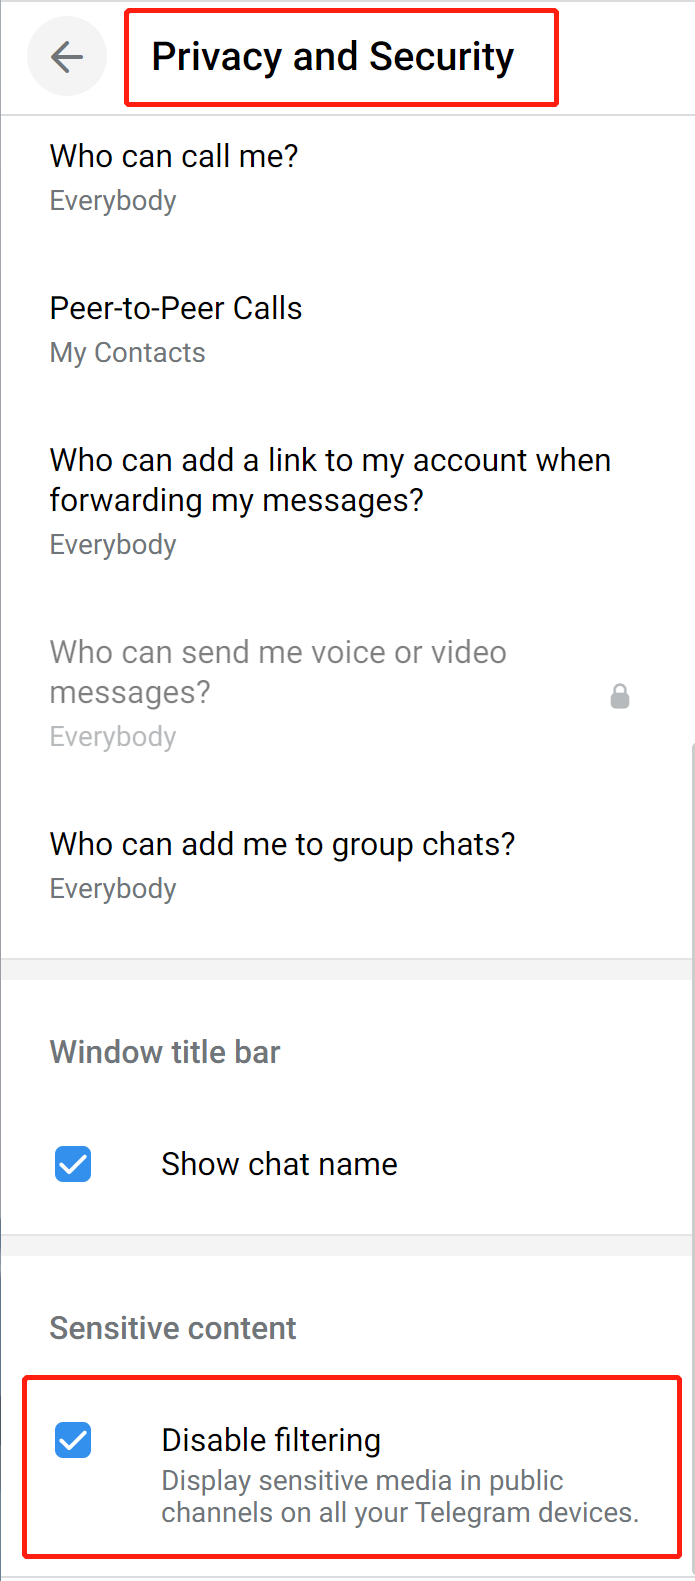 Privacy and Security
Who can call me?
Everybody
Peer-to-Peer Calls
My Contacts
Who can add a link to my account when
forwarding my messages?
Everybody
Who can send me voice or video
messages?
Everybody
Who can add me to group chats?
Everybody
Window title bar
Show chat name
Sensitive content
Disable filtering
Display sensitive media in public
channels on all your Telegram devices.